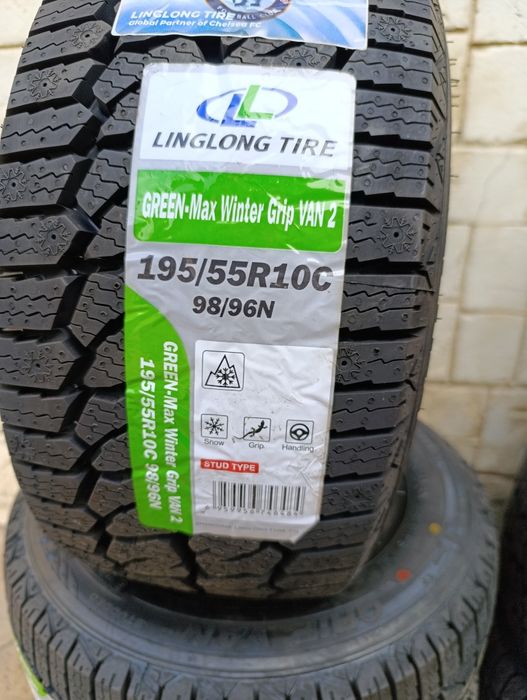 LINGLONG TIRE
Global Partner of Chelsea FC
LINGLONG TIRE
GREEN-Max Winter Grip VAN 2
195/55R10C
98/96N
GREEN-Max Winter Grip VAN 2
195/55R10C 98/96N
Snow
Grip
Handling
STUD TYPE